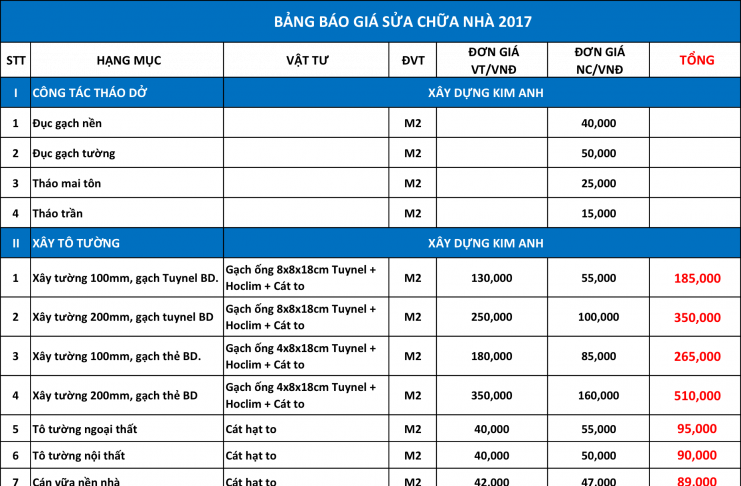 BẢNG BÁO GIÁ SỬA CHỮA NHÀ 2017
STT HẠNG MỤC VẬT TƯ ĐVT ĐƠN GIÁ VT/VNĐ ĐƠN GIÁ NC/VNĐ TỔNG
I CÔNG TÁC THÁO DỞ XÂY DỰNG KIM ANH
1 Đục gạch nền M2 40,000
2 Đục gạch tường M2 50,000
3 Tháo mai tôn M2 25,000
4 Tháo trần M2 15,000
II XÂY TÔ TƯỜNG XÂY DỰNG KIM ANH
1 Xây tường 100mm, gạch Tuynel BD. Gạch ống 8x8x18cm Tuynel + Hoclim + Cát to M2 130,000 55,000 185,000
2 Xây tường 200mm, gạch tuynel BD Gạch ống 8x8x18cm Tuynel + Hoclim + Cát to M2 250,000 100,000 350,000
3 Xây tường 100mm, gạch thẻ BD. Gạch ống 4x8x18cm Tuynel + Hoclim + Cát to M2 180,000 85,000 265,000
4 Xây tường 200mm, gạch thẻ BD Gạch ống 4x8x18cm Tuynel + Hoclim + Cát to M2 350,000 160,000 510,000
5 Tô tường ngoại thất Cát hạt to M2 40,000 55,000 95,000
6 Tô tường nội thất Cát hạt to M2 40,000 50,000 90,000
7 Cán vữa nền nhà Cát hạt to M2 42,000 47,000 89,000